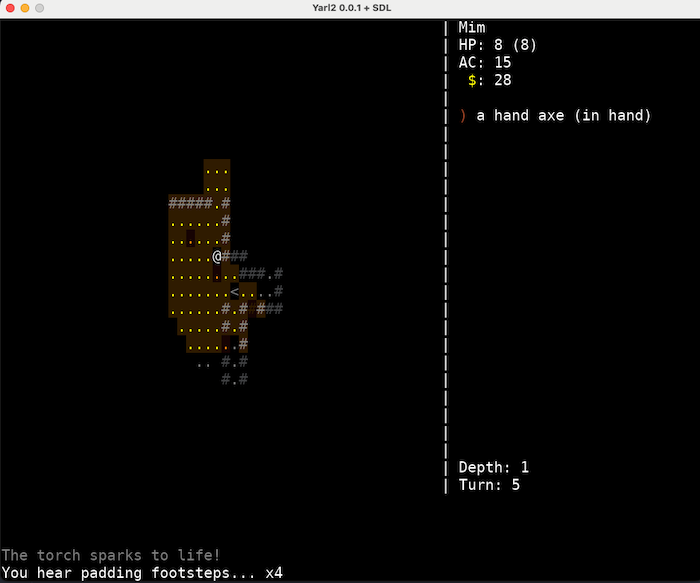 Yarl2 0.0.1 + SDL
Mim
HP: 8 (8)
AC: 15
$: 28
) a hand axe (in hand)
...
...
#####.#
......#
......#
.....@###
........###.#
.......<....#
.......#.#.###
.....#.#
......#
..  #.#
#.#
Depth: 1
Turn: 5
The torch sparks to life!
You hear padding footsteps... x4